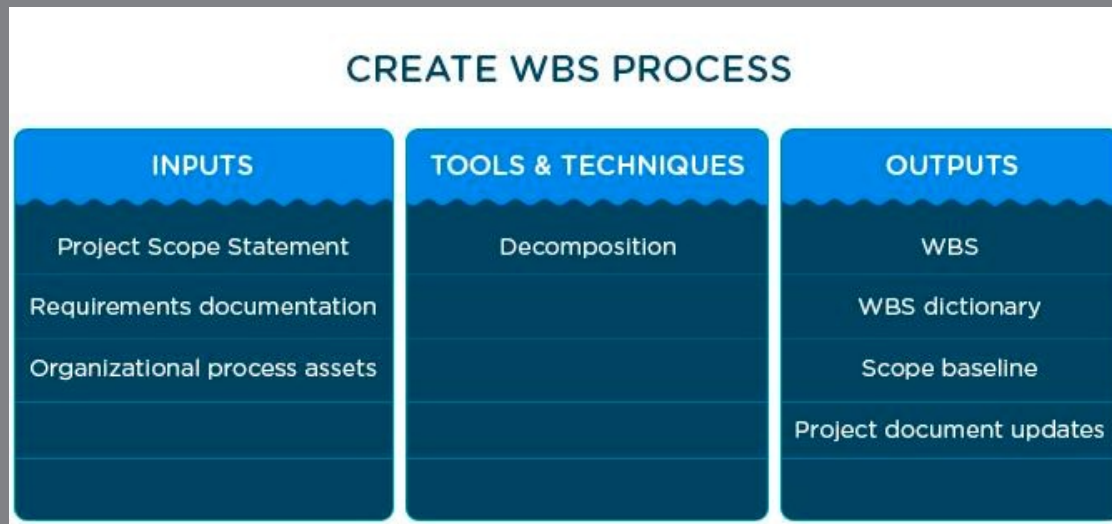 CREATE WBS PROCESS
INPUTS
Project Scope Statement
Requirements documentation
Organizational process assets
TOOLS & TECHNIQUES
Decomposition
OUTPUTS
WBS
WBS dictionary
Scope baseline
Project document updates